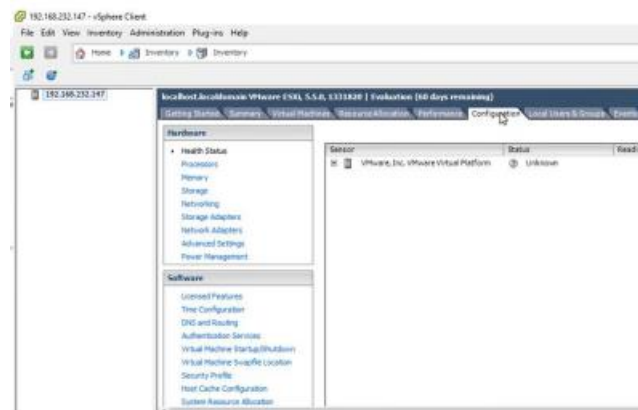 192.168.232.147 - vSphere Client
File Edit View Inventory Administration Plug-ins Help
Home Inventory Inventory
192.168.232.147
localhost.localdomain VMware ESXi, 5.5.0, 1331820 | Evaluation (60 days remaining)
Getting Started Summary Virtual Machines Resource Allocation Performance Configuration Local Users & Groups Events
Hardware
Health Status
Processors
Memory
Storage
Networking
Storage Adapters
Network Adapters
Advanced Settings
Power Management
Software
Licensed Features
Time Configuration
DNS and Routing
Authentication Services
Virtual Machine Startup/Shutdown
Virtual Machine Swapfile Location
Security Profile
Host Cache Configuration
System Resource Allocation
Sensor Status Read
VMware, Inc. VMware Virtual Platform Unknown